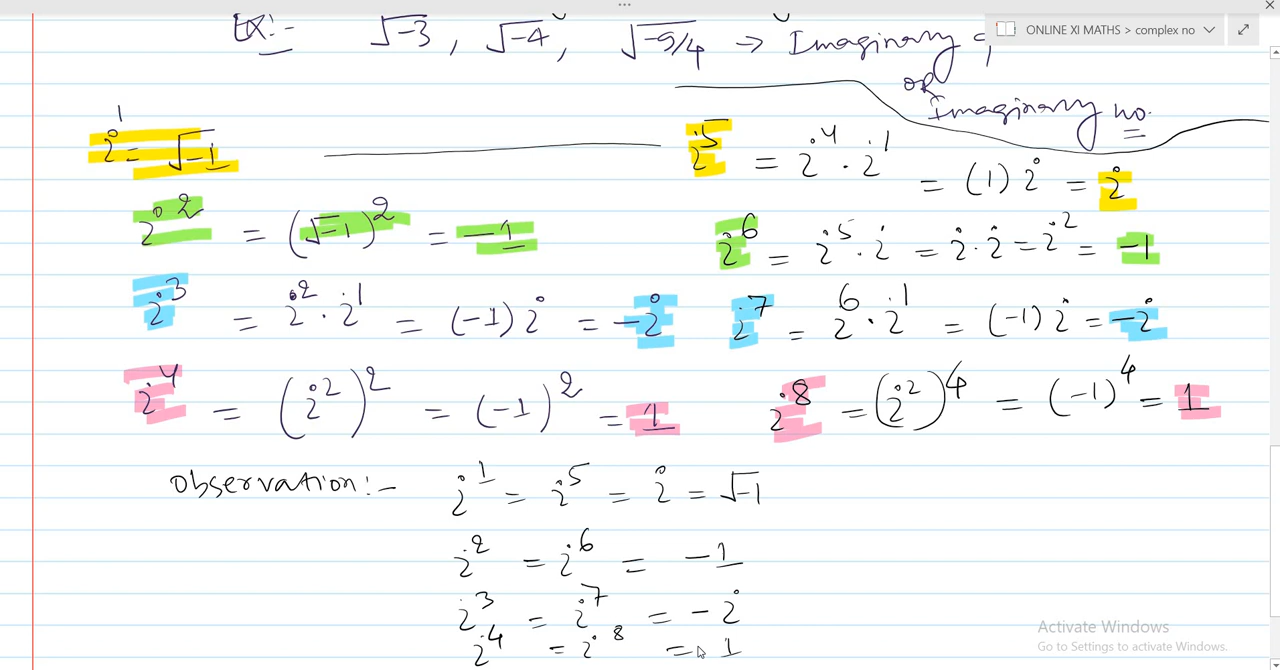 ONLINE XI MATHS > complex no
Ex:- √-3 , √-4 , √-5/4 → Imaginary
OR
Imaginary no.
i¹ = √-1
i² = (√-1)² = -1
i³ = i² · i¹ = (-1) i = -i
i⁴ = (i²)² = (-1)² = 1
i⁵ = i⁴ · i¹ = (1) i = i
i⁶ = i⁵ · i = i · i = i² = -1
i⁷ = i⁶ · i¹ = (-1) i = -i
i⁸ = (i²)⁴ = (-1)⁴ = 1
Observation:- i¹ = i⁵ = i = √-1
i² = i⁶ = -1
i³ = i⁷ = -i
i⁴ = i⁸ = 1
Activate Windows
Go to Settings to activate Windows.